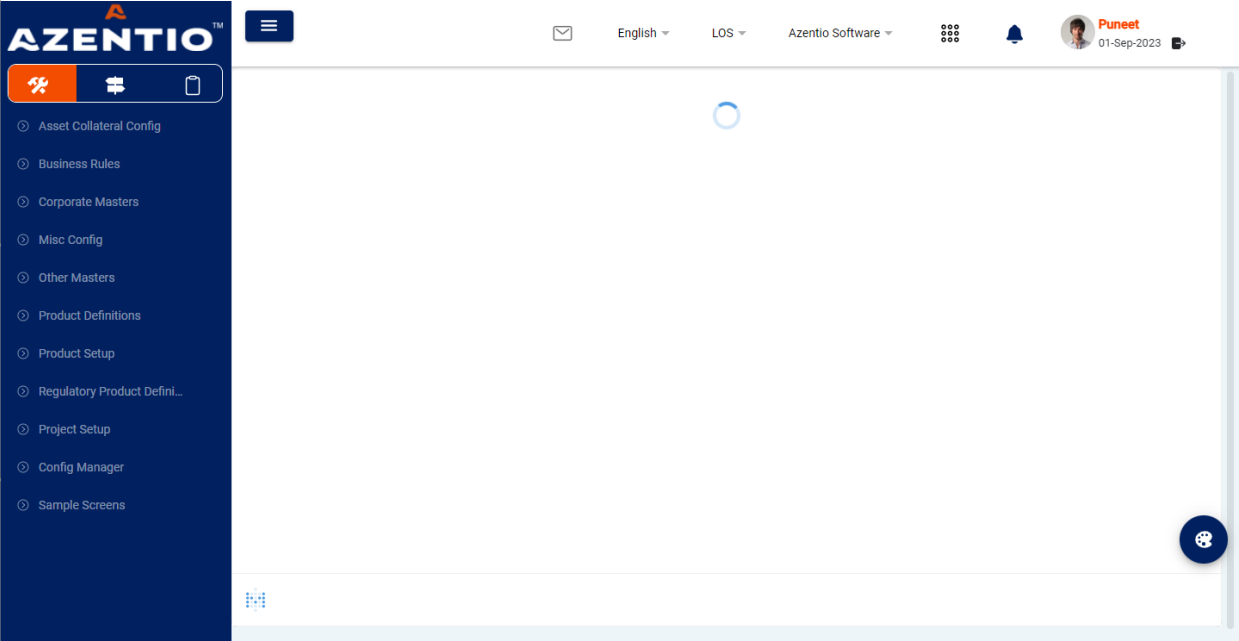 AZENTIO™
English
LOS
Azentio Software
Puneet
01-Sep-2023
Asset Collateral Config
Business Rules
Corporate Masters
Misc Config
Other Masters
Product Definitions
Product Setup
Regulatory Product Defini...
Project Setup
Config Manager
Sample Screens